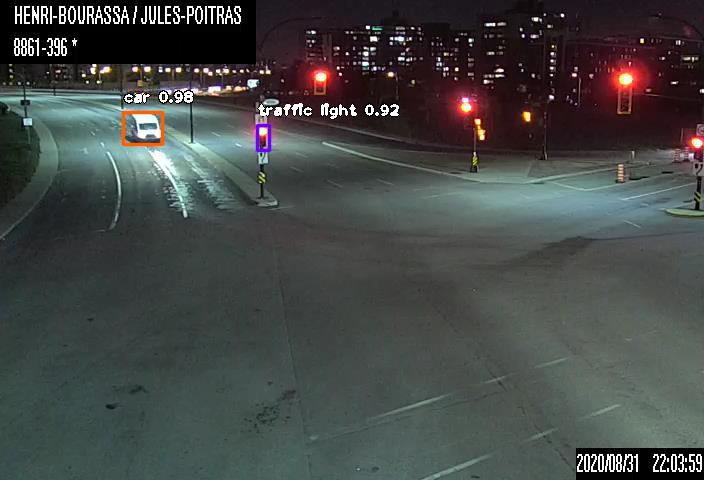 HENRI-BOURASSA / JULES-POITRAS
8861-396 *
car 0.98
traffic light 0.92
2020/08/31 22:03:59